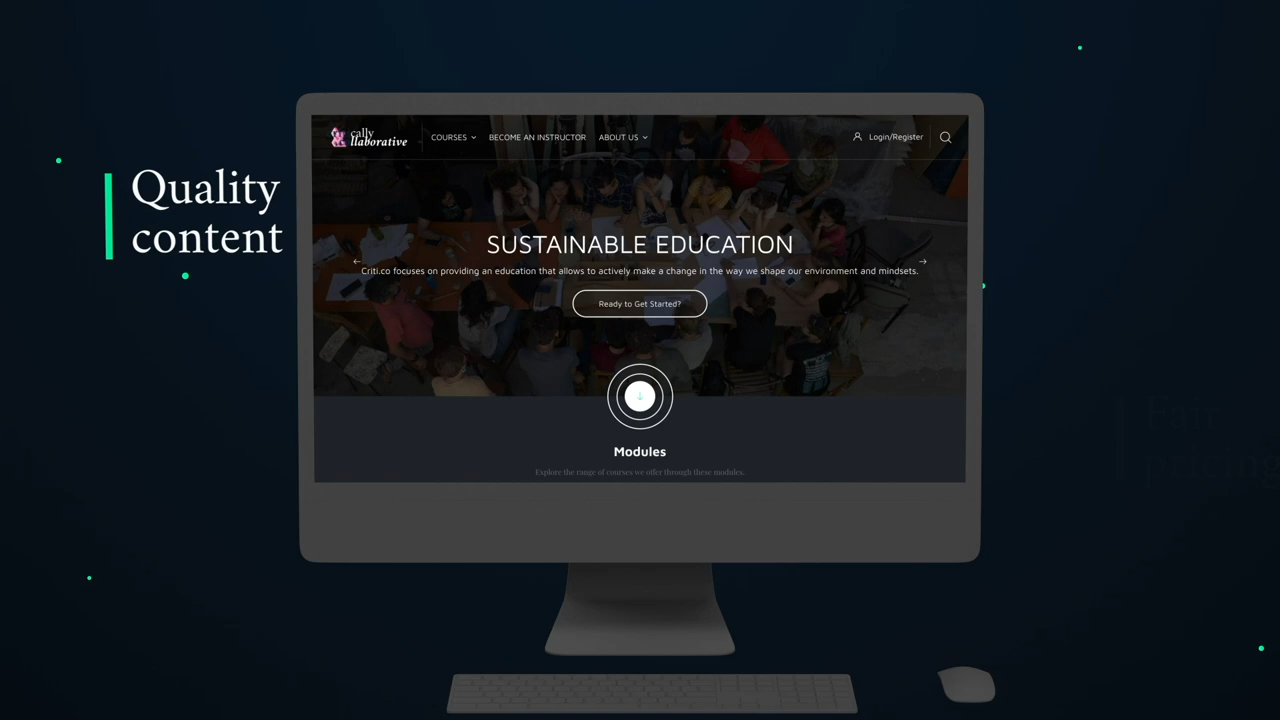 Quality
content
cally
llaborative
COURSES
BECOME AN INSTRUCTOR
ABOUT US
Login/Register
SUSTAINABLE EDUCATION
Criti.co focuses on providing an education that allows to actively make a change in the way we shape our environment and mindsets.
Ready to Get Started?
Modules
Explore the range of courses we offer through these modules.
Fair
pricing